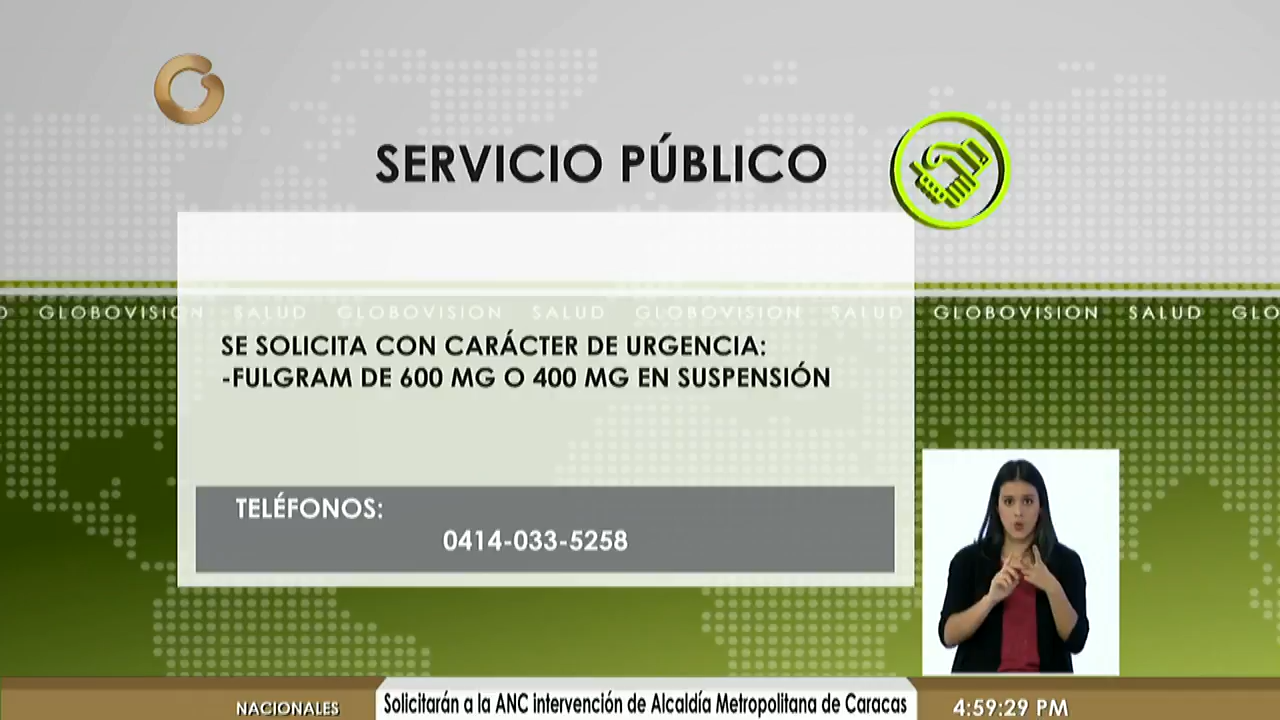 SERVICIO PÚBLICO
GLOBOVISION SALUD GLOBOVISION SALUD GLOBOVISION SALUD GLOBOVISION SALUD GLO
SE SOLICITA CON CARÁCTER DE URGENCIA:
-FULGRAM DE 600 MG O 400 MG EN SUSPENSIÓN
TELÉFONOS:
0414-033-5258
NACIONALES Solicitarán a la ANC intervención de Alcaldía Metropolitana de Caracas 4:59:29 PM